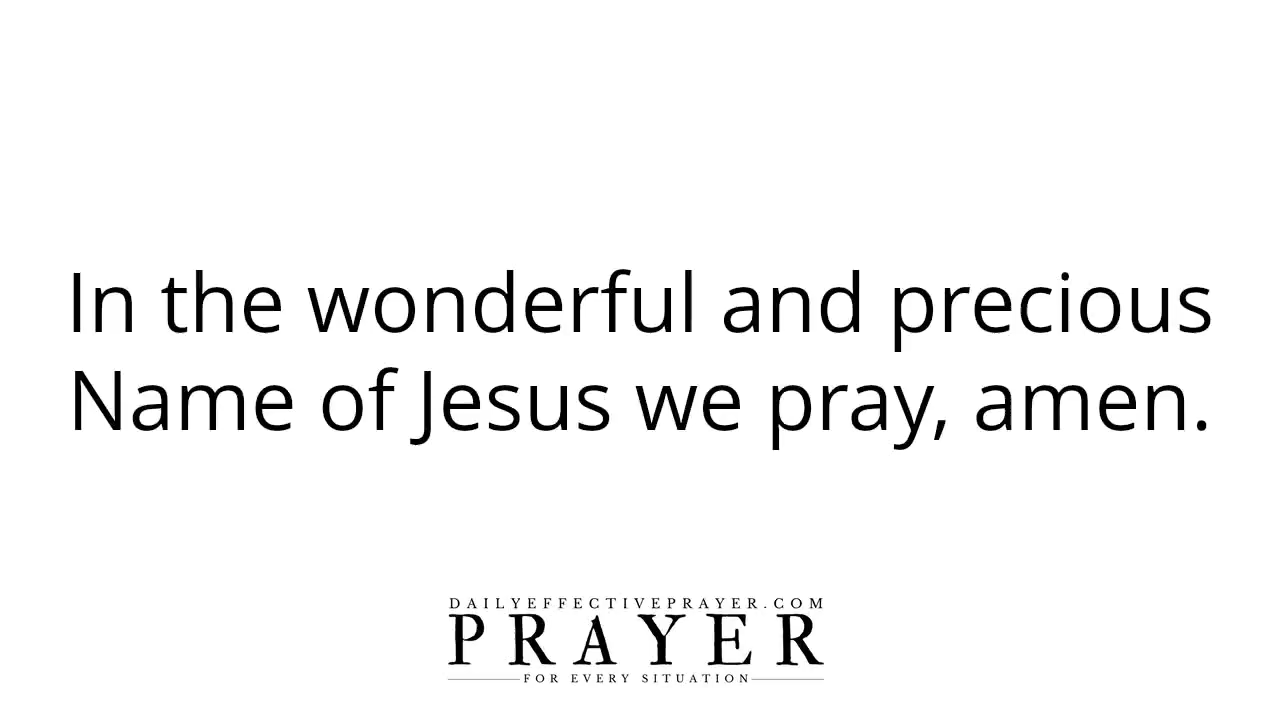 In the wonderful and precious
Name of Jesus we pray, amen.
DAILYEFFECTIVEPRAYER.COM
PRAYER
FOR EVERY SITUATION